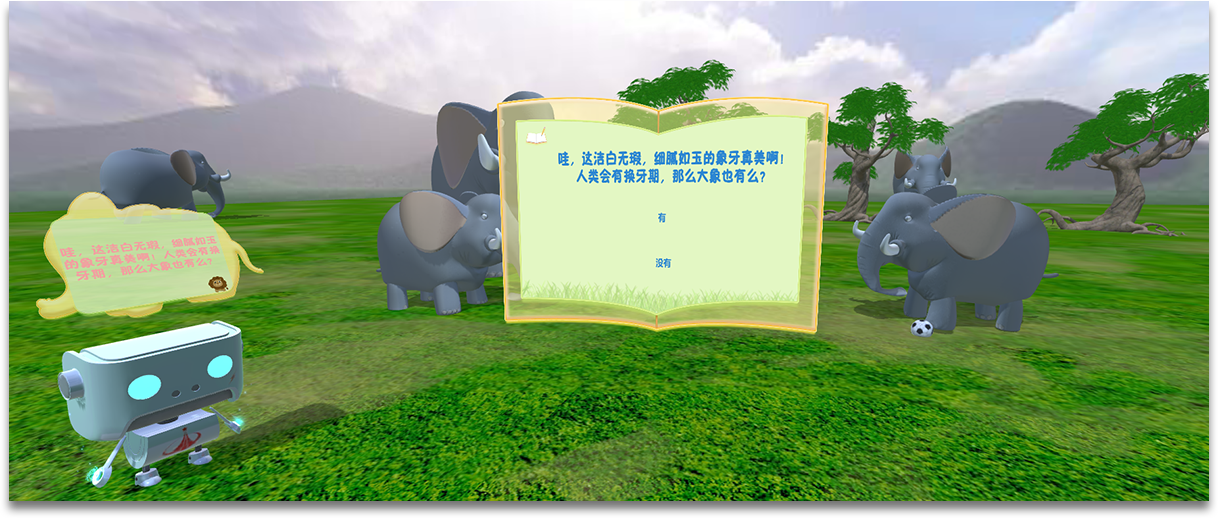 哇，这洁白无瑕，细腻如玉的象牙真美啊！
人类会有换牙期，那么大象也有么？
有
没有
哇，这洁白无瑕，细腻如玉
的象牙真美啊！人类会有换
牙期，那么大象也有么？